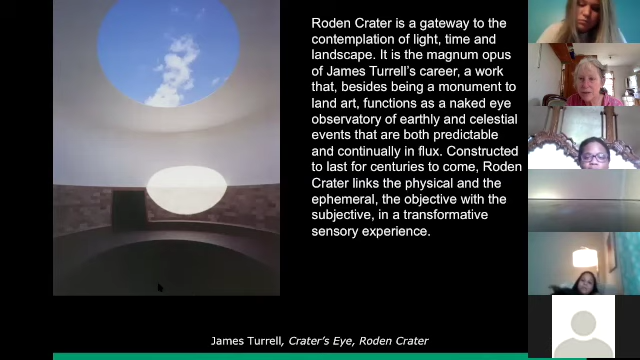 Roden Crater is a gateway to the
contemplation of light, time and
landscape. It is the magnum opus
of James Turrell's career, a work
that, besides being a monument to
land art, functions as a naked eye
observatory of earthly and celestial
events that are both predictable
and continually in flux. Constructed
to last for centuries to come, Roden
Crater links the physical and the
ephemeral, the objective with the
subjective, in a transformative
sensory experience.
James Turrell, Crater's Eye, Roden Crater